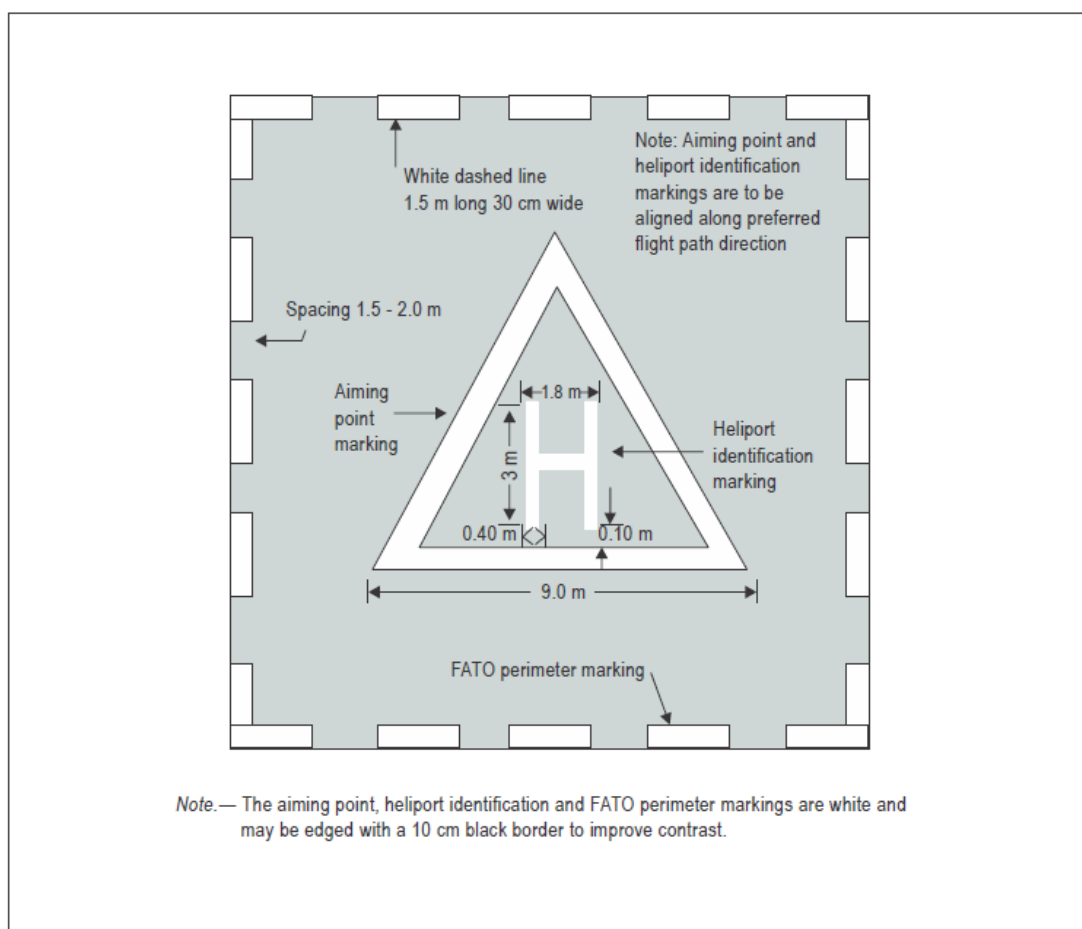 Note: Aiming point and
heliport identification
markings are to be
aligned along preferred
flight path direction
White dashed line
1.5 m long 30 cm wide
Spacing 1.5 - 2.0 m
Aiming
point
marking
1.8 m
3 m
H
Heliport
identification
marking
0.40 m
0.10 m
9.0 m
FATO perimeter marking
Note.— The aiming point, heliport identification and FATO perimeter markings are white and
may be edged with a 10 cm black border to improve contrast.